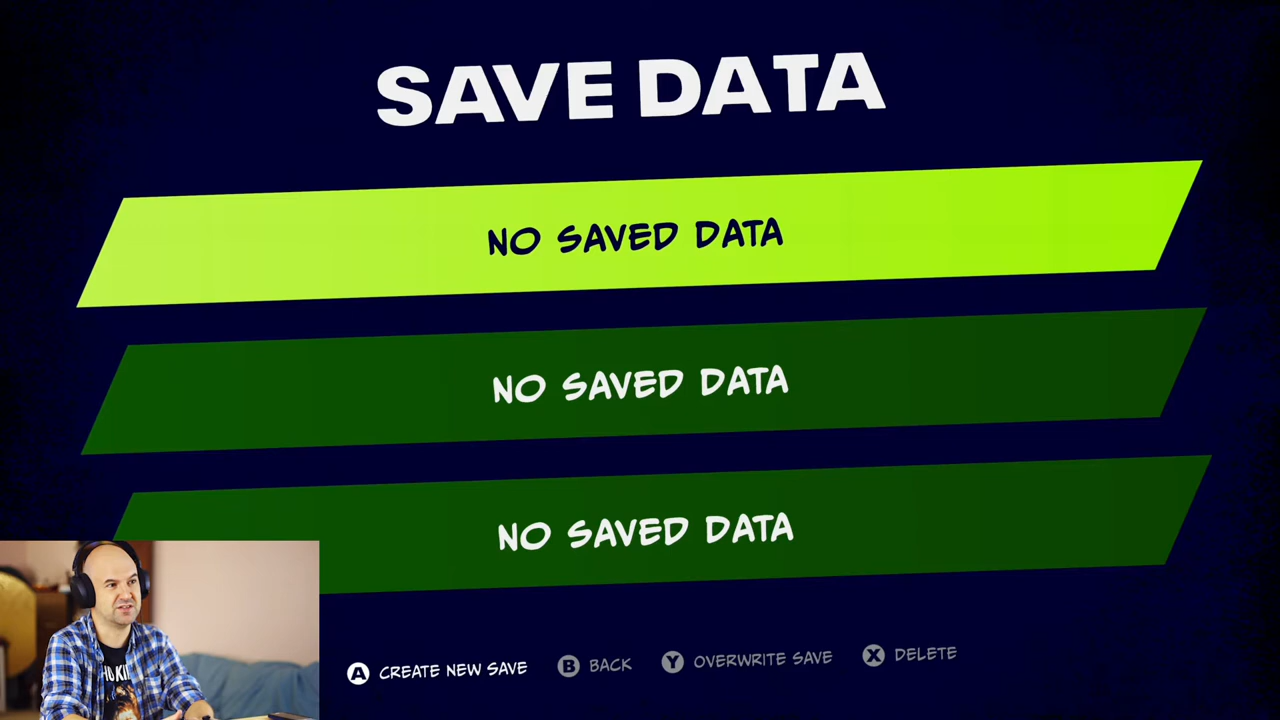 SAVE DATA
NO SAVED DATA
NO SAVED DATA
NO SAVED DATA
A CREATE NEW SAVE B BACK Y OVERWRITE SAVE X DELETE